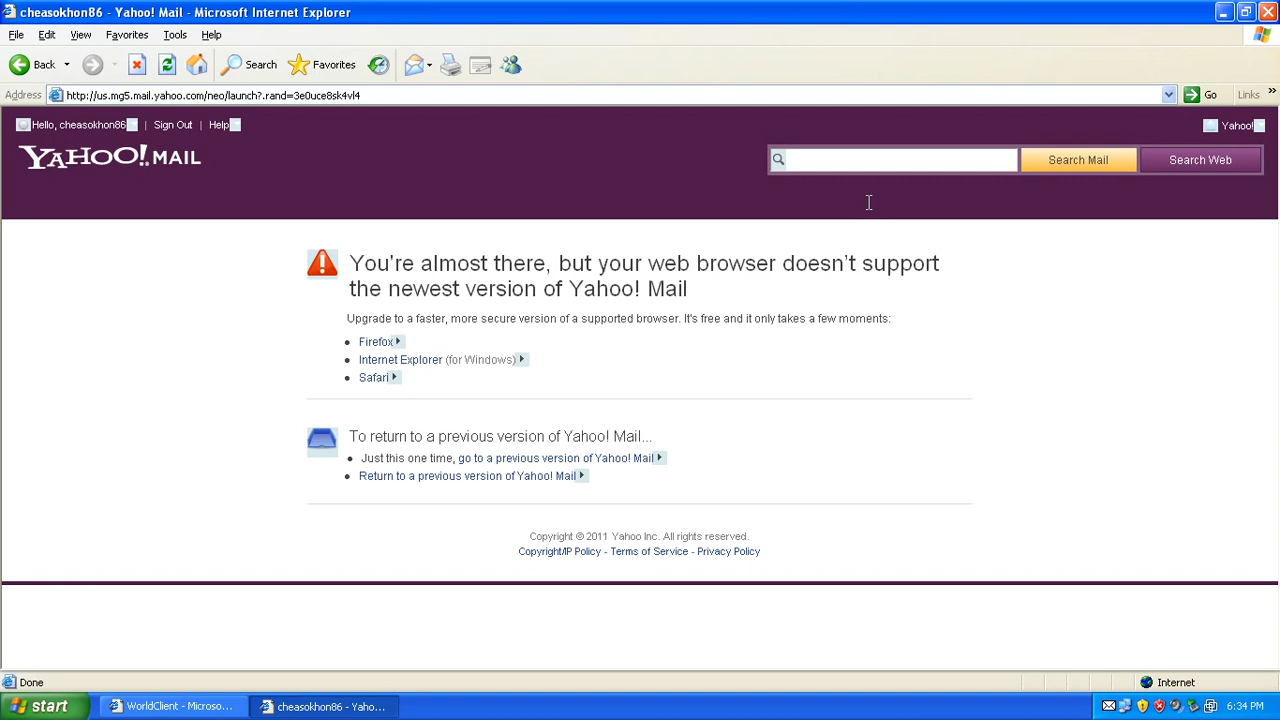 cheasokhon86 - Yahoo! Mail - Microsoft Internet Explorer
File Edit View Favorites Tools Help
Back Search Favorites
Address http://us.mg5.mail.yahoo.com/neo/launch?.rand=3e0uce8sk4vl4 Go Links »
Hello, cheasokhon86 | Sign Out | Help Yahoo!
YAHOO! MAIL Search Mail Search Web
You're almost there, but your web browser doesn't support
the newest version of Yahoo! Mail
Upgrade to a faster, more secure version of a supported browser. It's free and it only takes a few moments:
• Firefox
• Internet Explorer (for Windows)
• Safari
To return to a previous version of Yahoo! Mail...
• Just this one time, go to a previous version of Yahoo! Mail
• Return to a previous version of Yahoo! Mail
Copyright © 2011 Yahoo Inc. All rights reserved.
Copyright/IP Policy - Terms of Service - Privacy Policy
Done Internet
start WorldClient - Microso... cheasokhon86 - Yaho... 6:34 PM